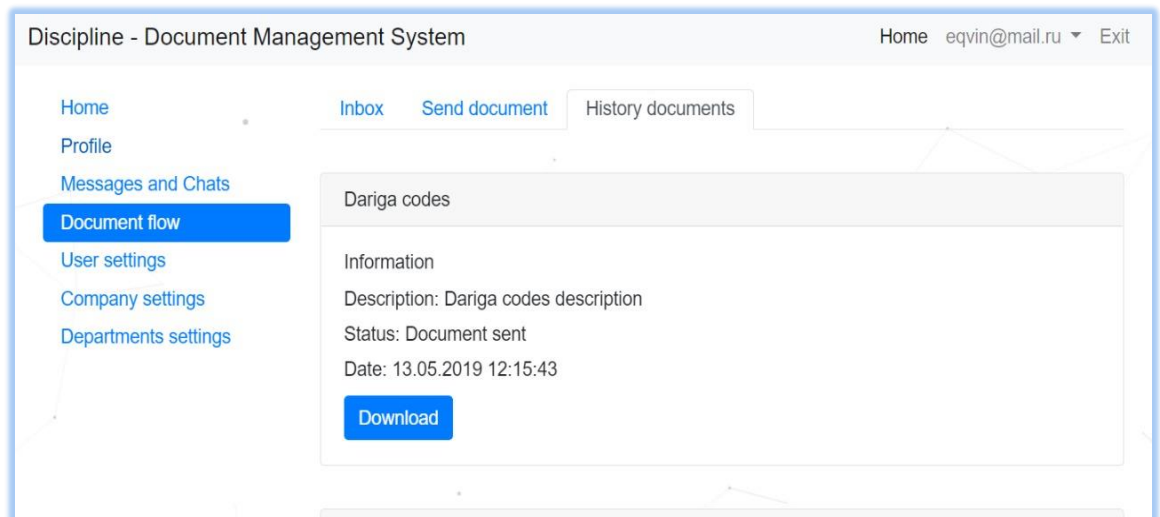 Discipline - Document Management System Home eqvin@mail.ru Exit
Home
Profile
Messages and Chats
Document flow
User settings
Company settings
Departments settings
Inbox Send document History documents
Dariga codes
Information
Description: Dariga codes description
Status: Document sent
Date: 13.05.2019 12:15:43
Download